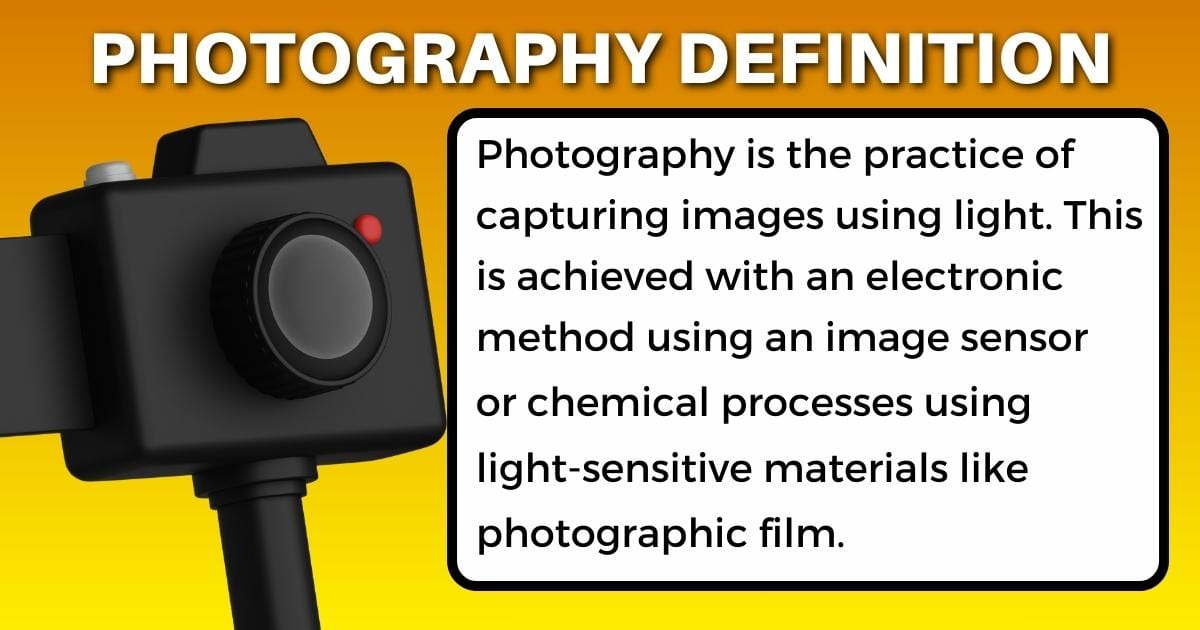 PHOTOGRAPHY DEFINITION
Photography is the practice of
capturing images using light. This
is achieved with an electronic
method using an image sensor
or chemical processes using
light-sensitive materials like
photographic film.